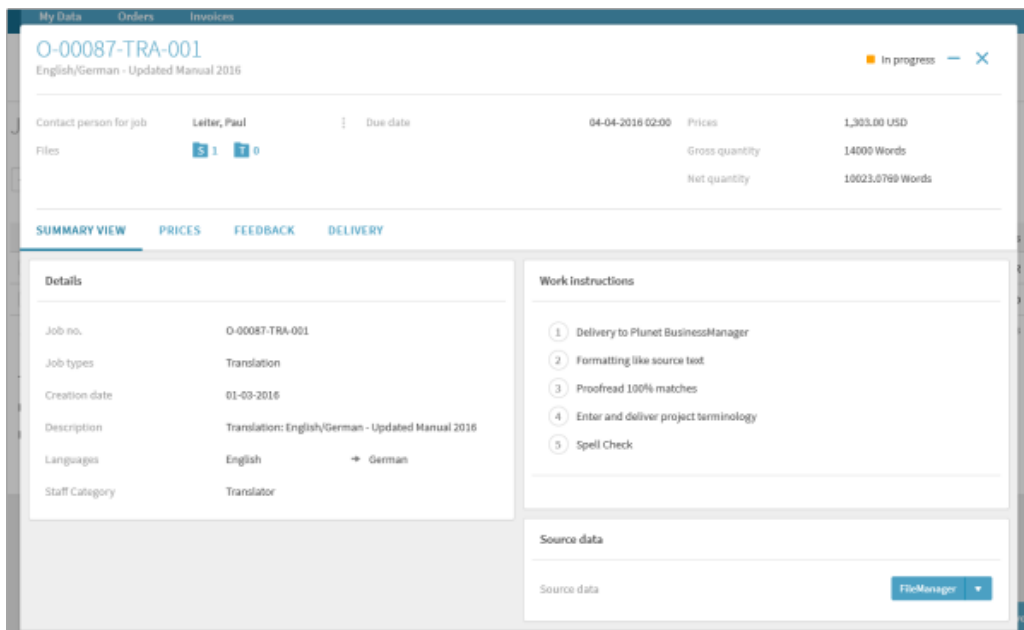 My Data Orders Invoices
O-00087-TRA-001
English/German - Updated Manual 2016
In progress
Contact person for job Leiter, Paul Due date 04-04-2016 02:00 Prices 1,303.00 USD
Files S 1 T 0 Gross quantity 14000 Words
Net quantity 10023.0769 Words
SUMMARY VIEW PRICES FEEDBACK DELIVERY
Details
Job no. O-00087-TRA-001
Job types Translation
Creation date 01-03-2016
Description Translation: English/German - Updated Manual 2016
Languages English → German
Staff Category Translator
Work instructions
1 Delivery to Plunet BusinessManager
2 Formatting like source text
3 Proofread 100% matches
4 Enter and deliver project terminology
5 Spell Check
Source data
Source data FileManager